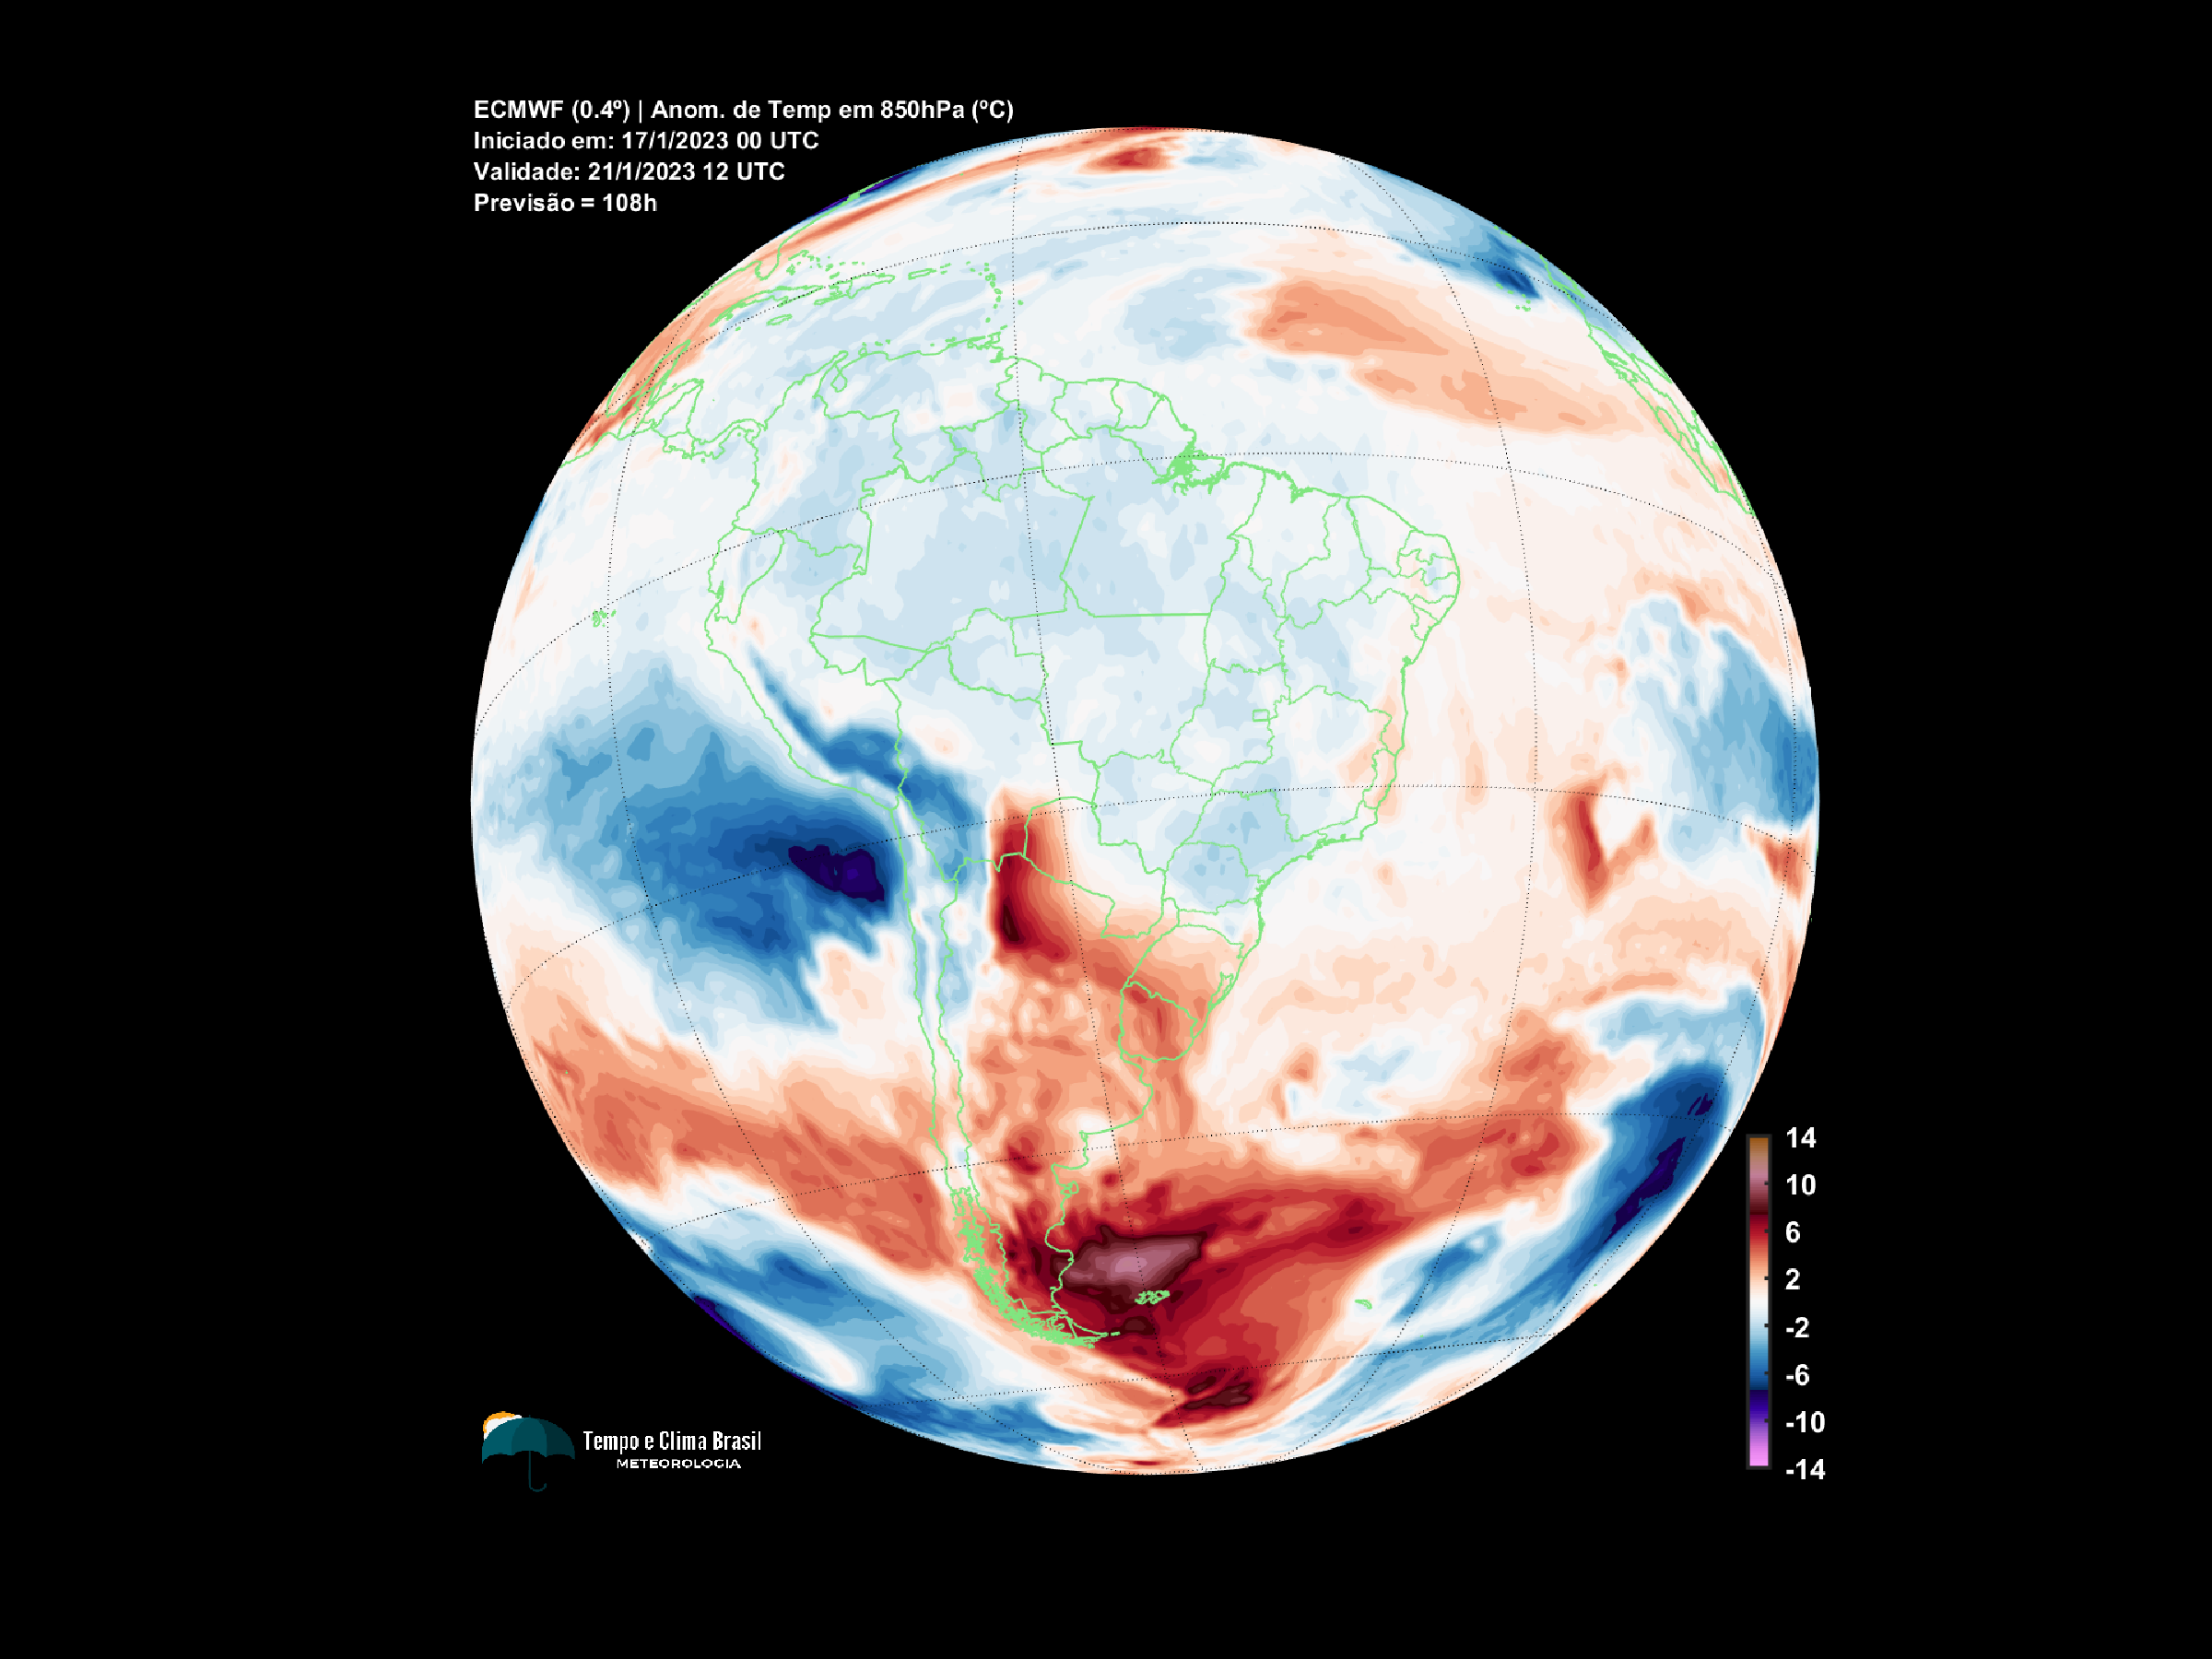 ECMWF (0.4º) | Anom. de Temp em 850hPa (ºC)
Iniciado em: 17/1/2023 00 UTC
Validade: 21/1/2023 12 UTC
Previsão = 108h
14
10
6
2
-2
-6
-10
-14
Tempo e Clima Brasil
METEOROLOGIA